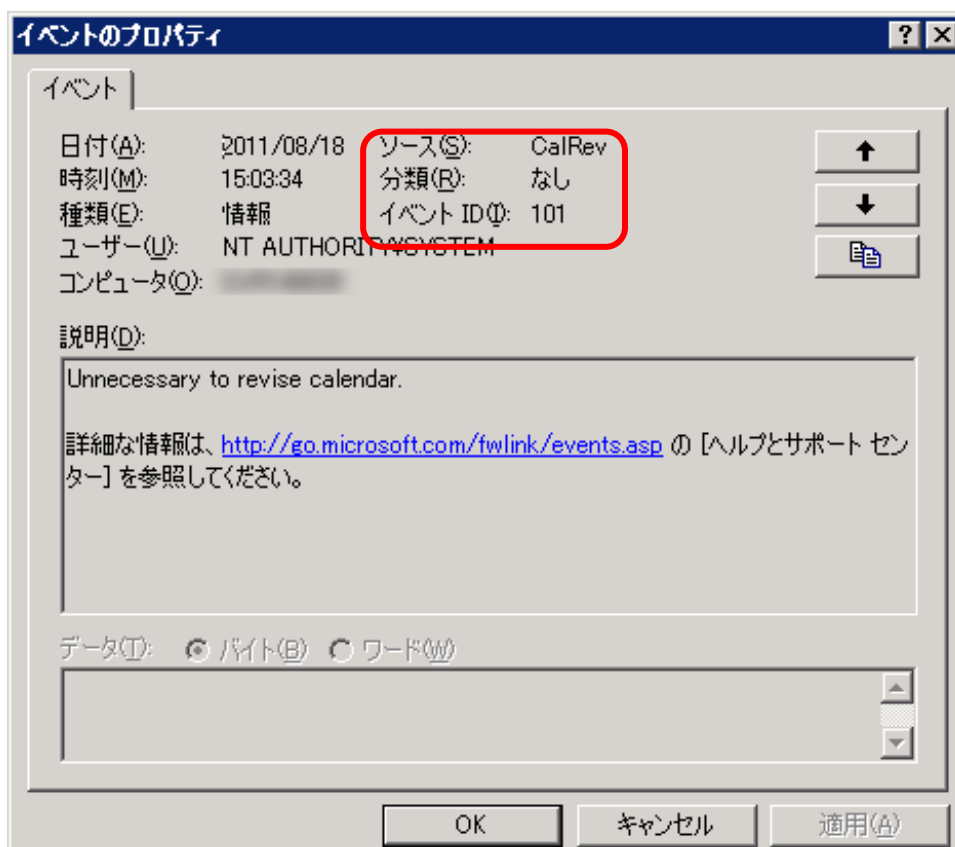 イベントのプロパティ
イベント
日付(A): 2011/08/18 ソース(S): CalRev
時刻(M): 15:03:34 分類(R): なし
種類(E): 情報 イベント ID(I): 101
ユーザー(U): NT AUTHORITY¥SYSTEM
コンピュータ(O):
説明(D):
Unnecessary to revise calendar.
詳細な情報は、http://go.microsoft.com/fwlink/events.asp の [ヘルプとサポート セン
ター] を参照してください。
データ(T): バイト(B) ワード(W)
OK キャンセル 適用(A)